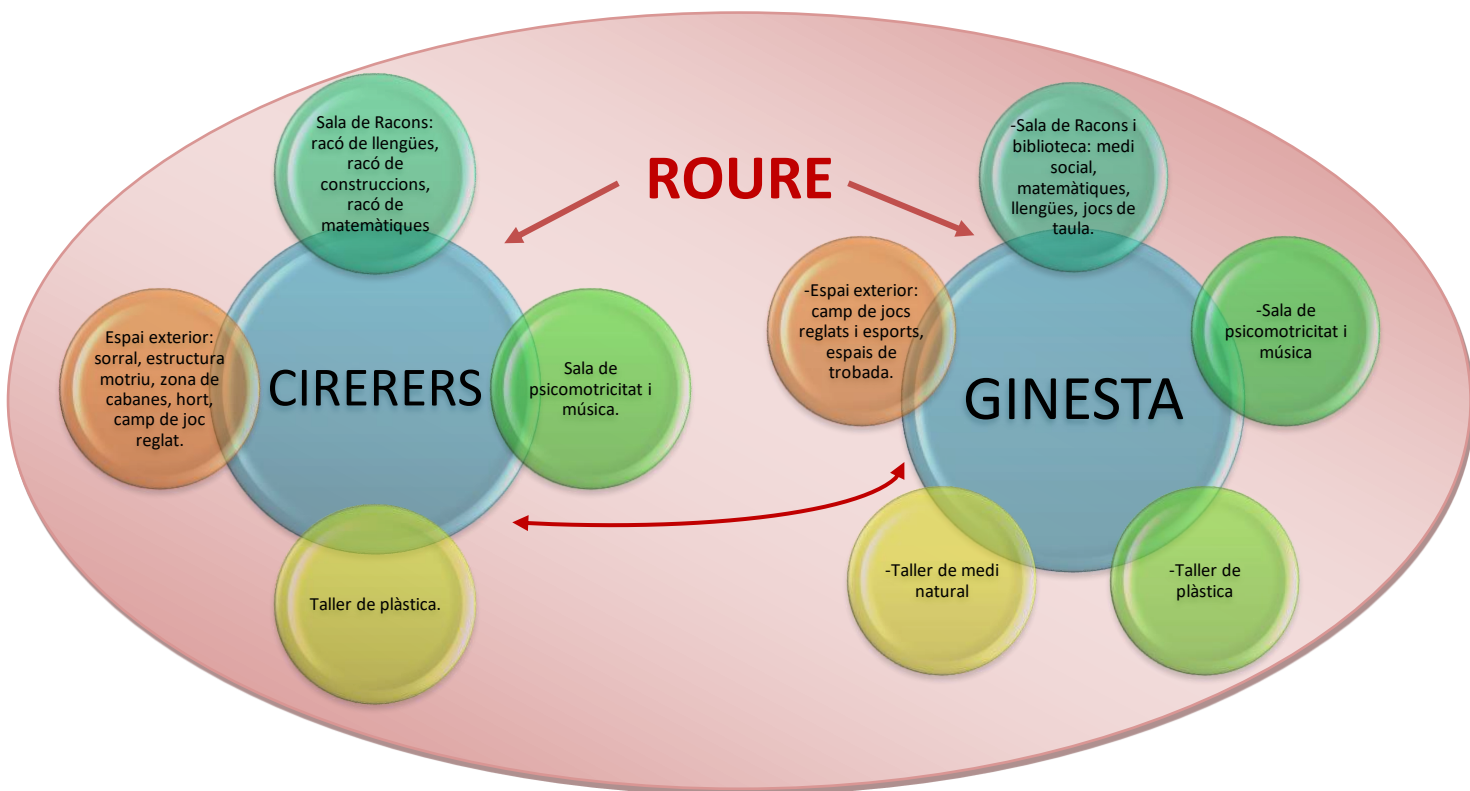 ROURE
Sala de Racons:
racó de llengües,
racó de
construccions,
racó de
matemàtiques
Espai exterior:
sorral, estructura
motriu, zona de
cabanes, hort,
camp de joc
reglat.
CIRERERS
Sala de
psicomotricitat i
música.
Taller de plàstica.
-Sala de Racons i
biblioteca: medi
social,
matemàtiques,
llengües, jocs de
taula.
-Espai exterior:
camp de jocs
reglats i esports,
espais de
trobada.
GINESTA
-Sala de
psicomotricitat i
música
-Taller de medi
natural
-Taller de
plàstica